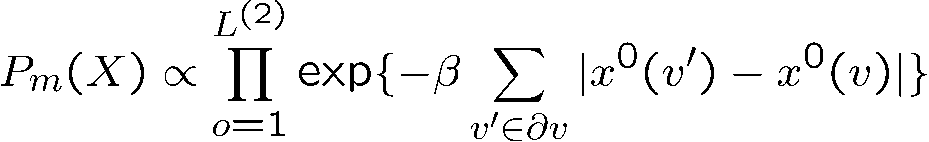 P_m(X) ∝ ∏_{o=1}^{L^{(2)}} exp{−β ∑_{v′∈∂v} |x^0(v′) − x^0(v)|}